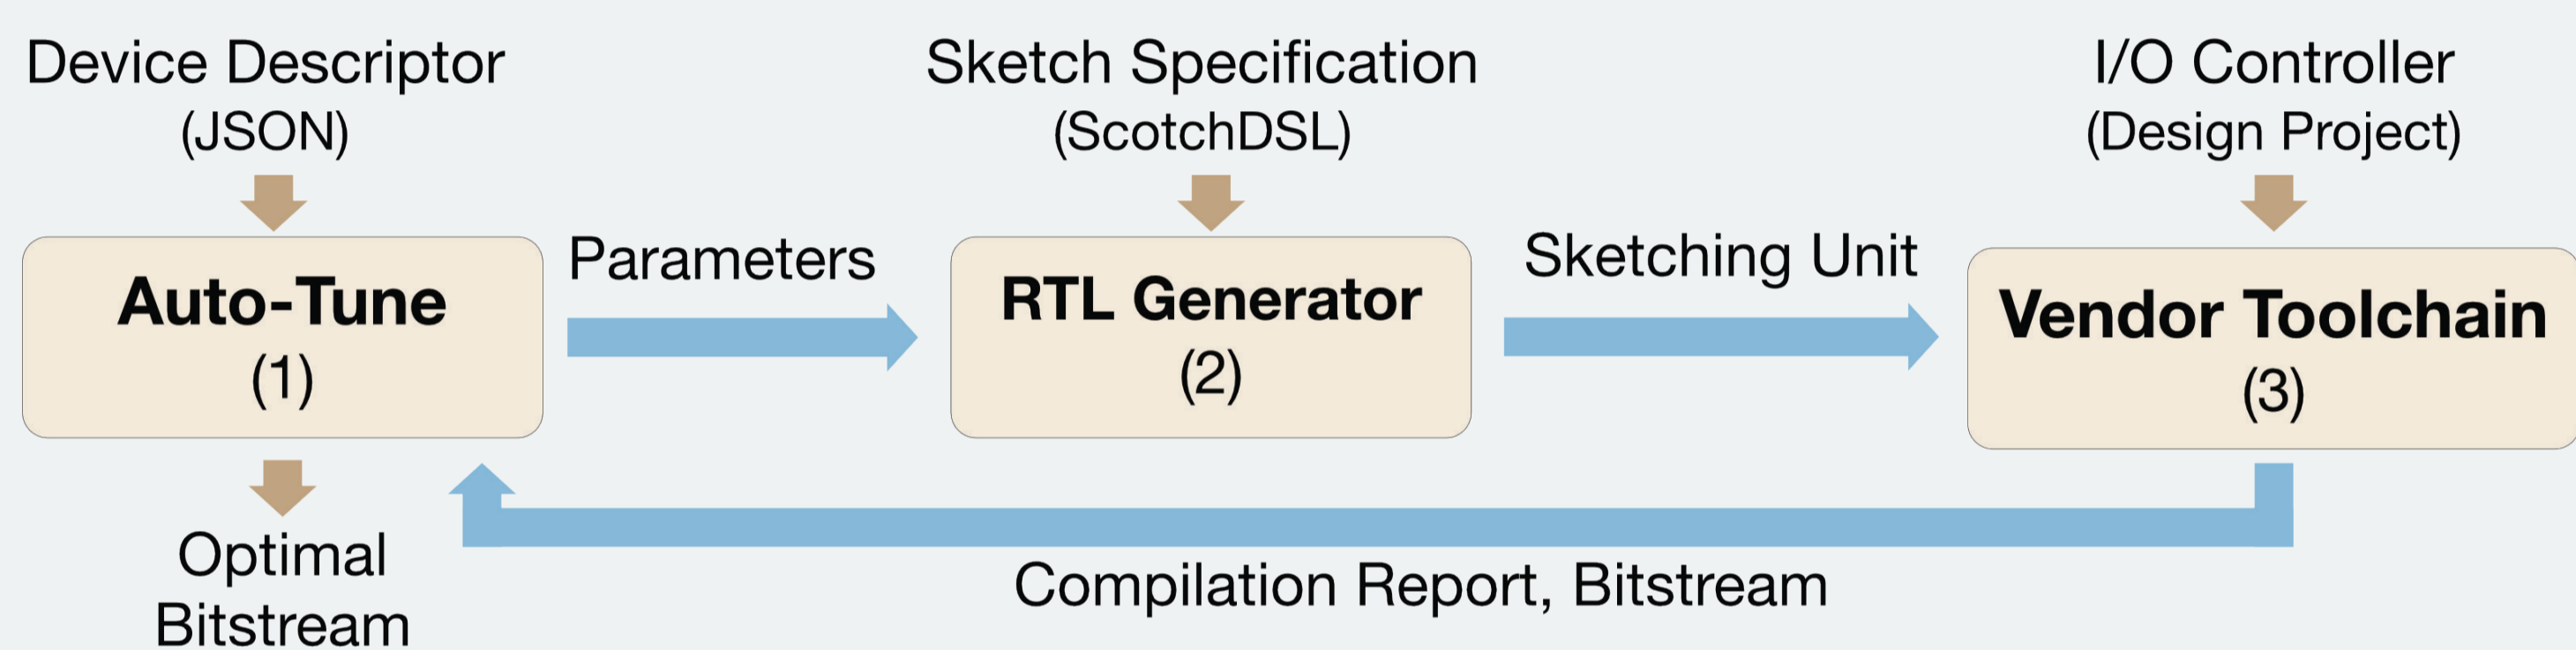 Device Descriptor
(JSON)
Sketch Specification
(ScotchDSL)
I/O Controller
(Design Project)
Auto-Tune
(1)
Parameters
RTL Generator
(2)
Sketching Unit
Vendor Toolchain
(3)
Optimal
Bitstream
Compilation Report, Bitstream